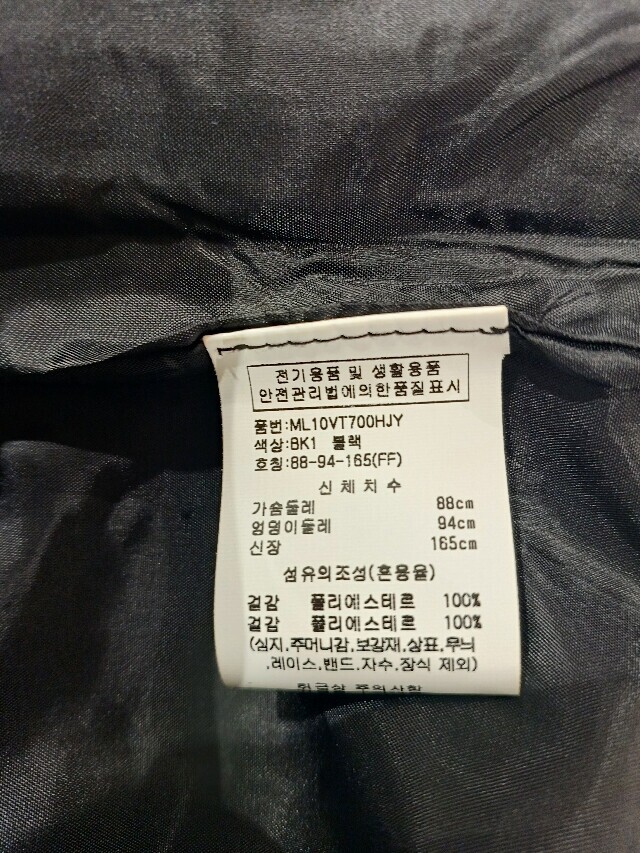 전기용품 및 생활용품
안전관리법에의한품질표시
품번:ML10VT700HJY
색상:BK1 블랙
호칭:88-94-165(FF)
신체치수
가슴둘레 88cm
엉덩이둘레 94cm
신장 165cm
섬유의조성(혼용율)
겉감 폴리에스테르 100%
겉감 폴리에스테르 100%
(심지,주머니감,보강재,상표,무늬
,레이스,밴드,자수,장식 제외)